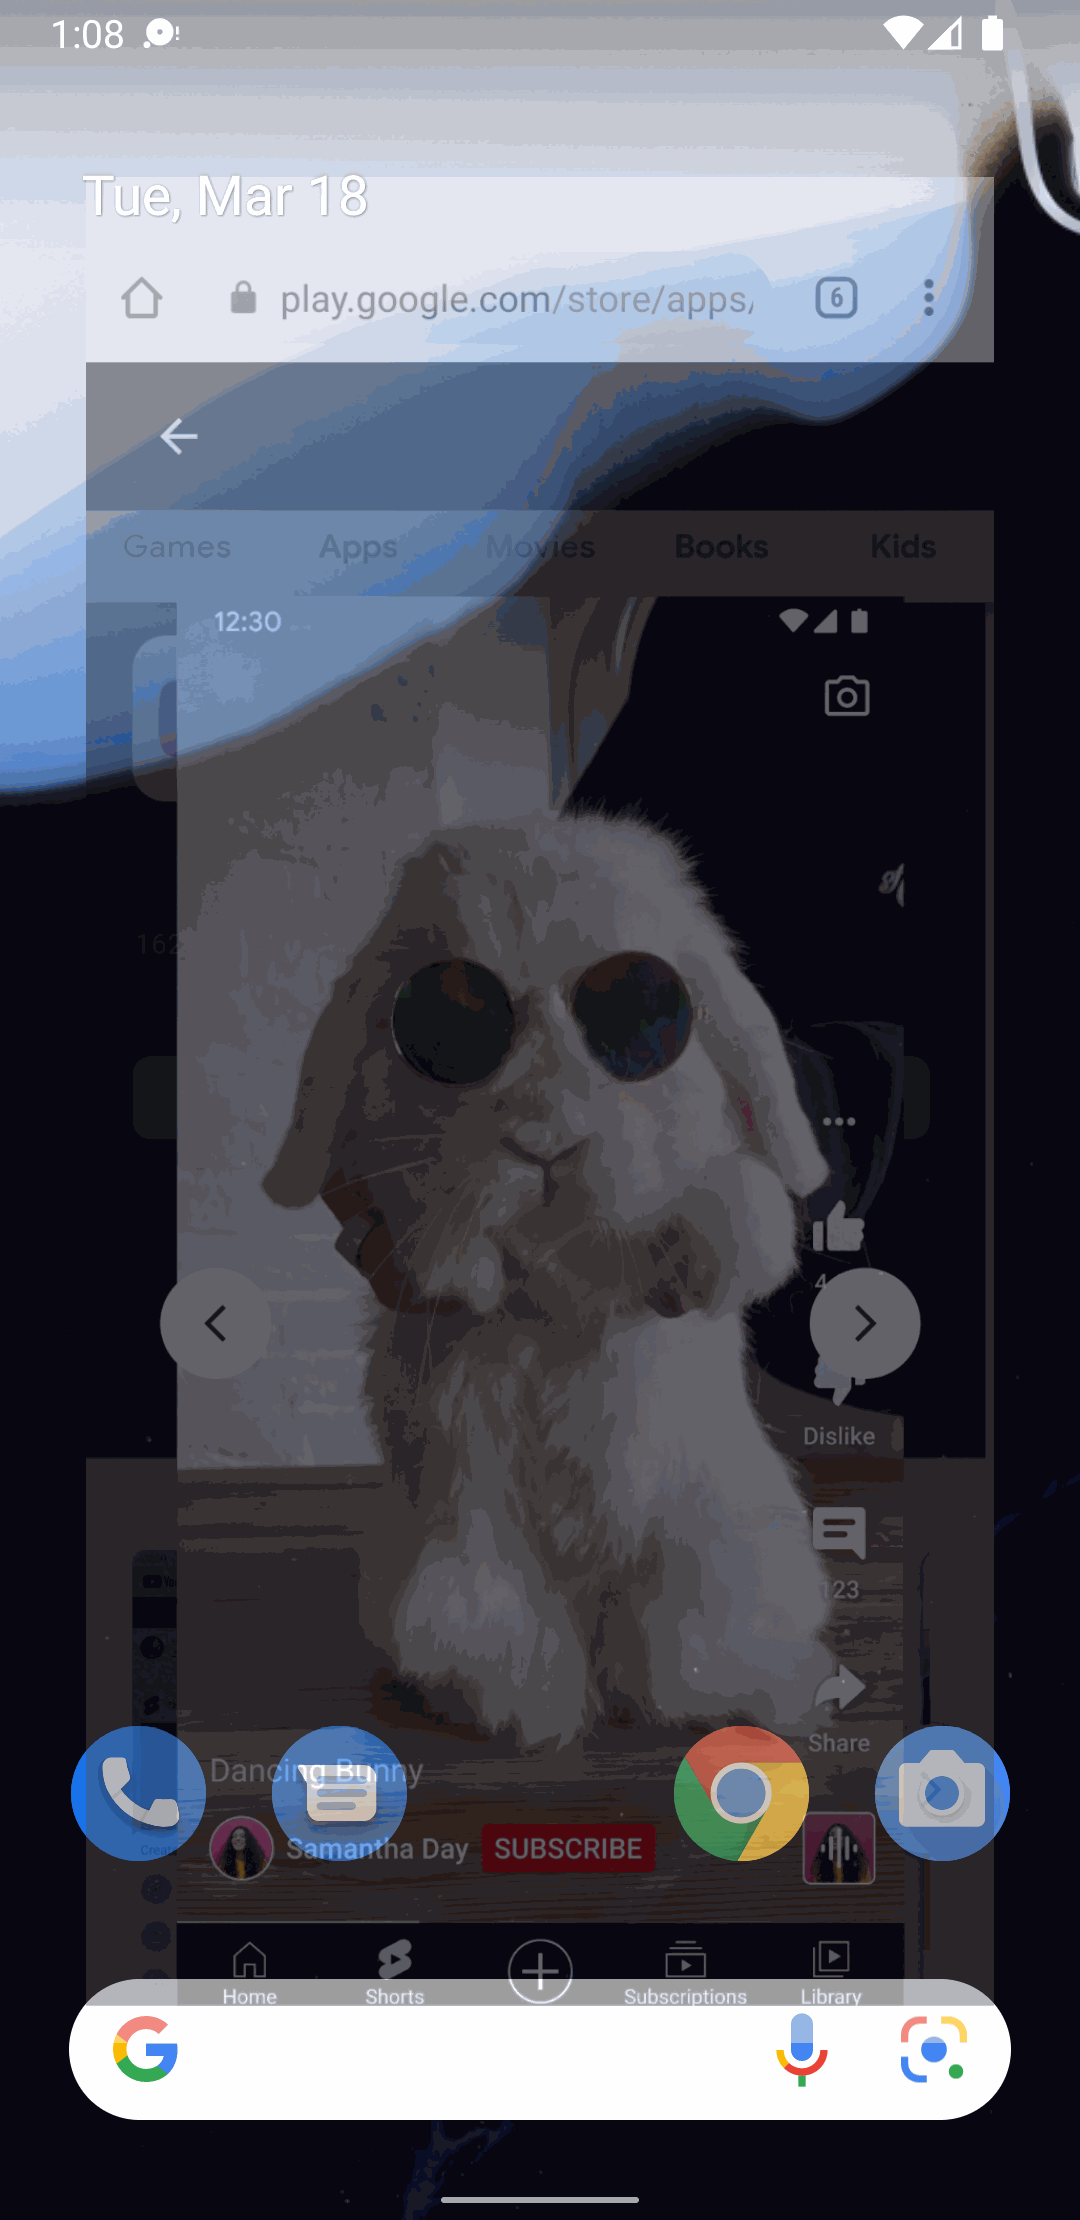 1:08
Tue, Mar 18
play.google.com/store/apps/
6
Games Apps Movies Books Kids
12:30
162
Dislike
123
Share
Dancing Bunny
Samantha Day SUBSCRIBE
Home Shorts Subscriptions Library